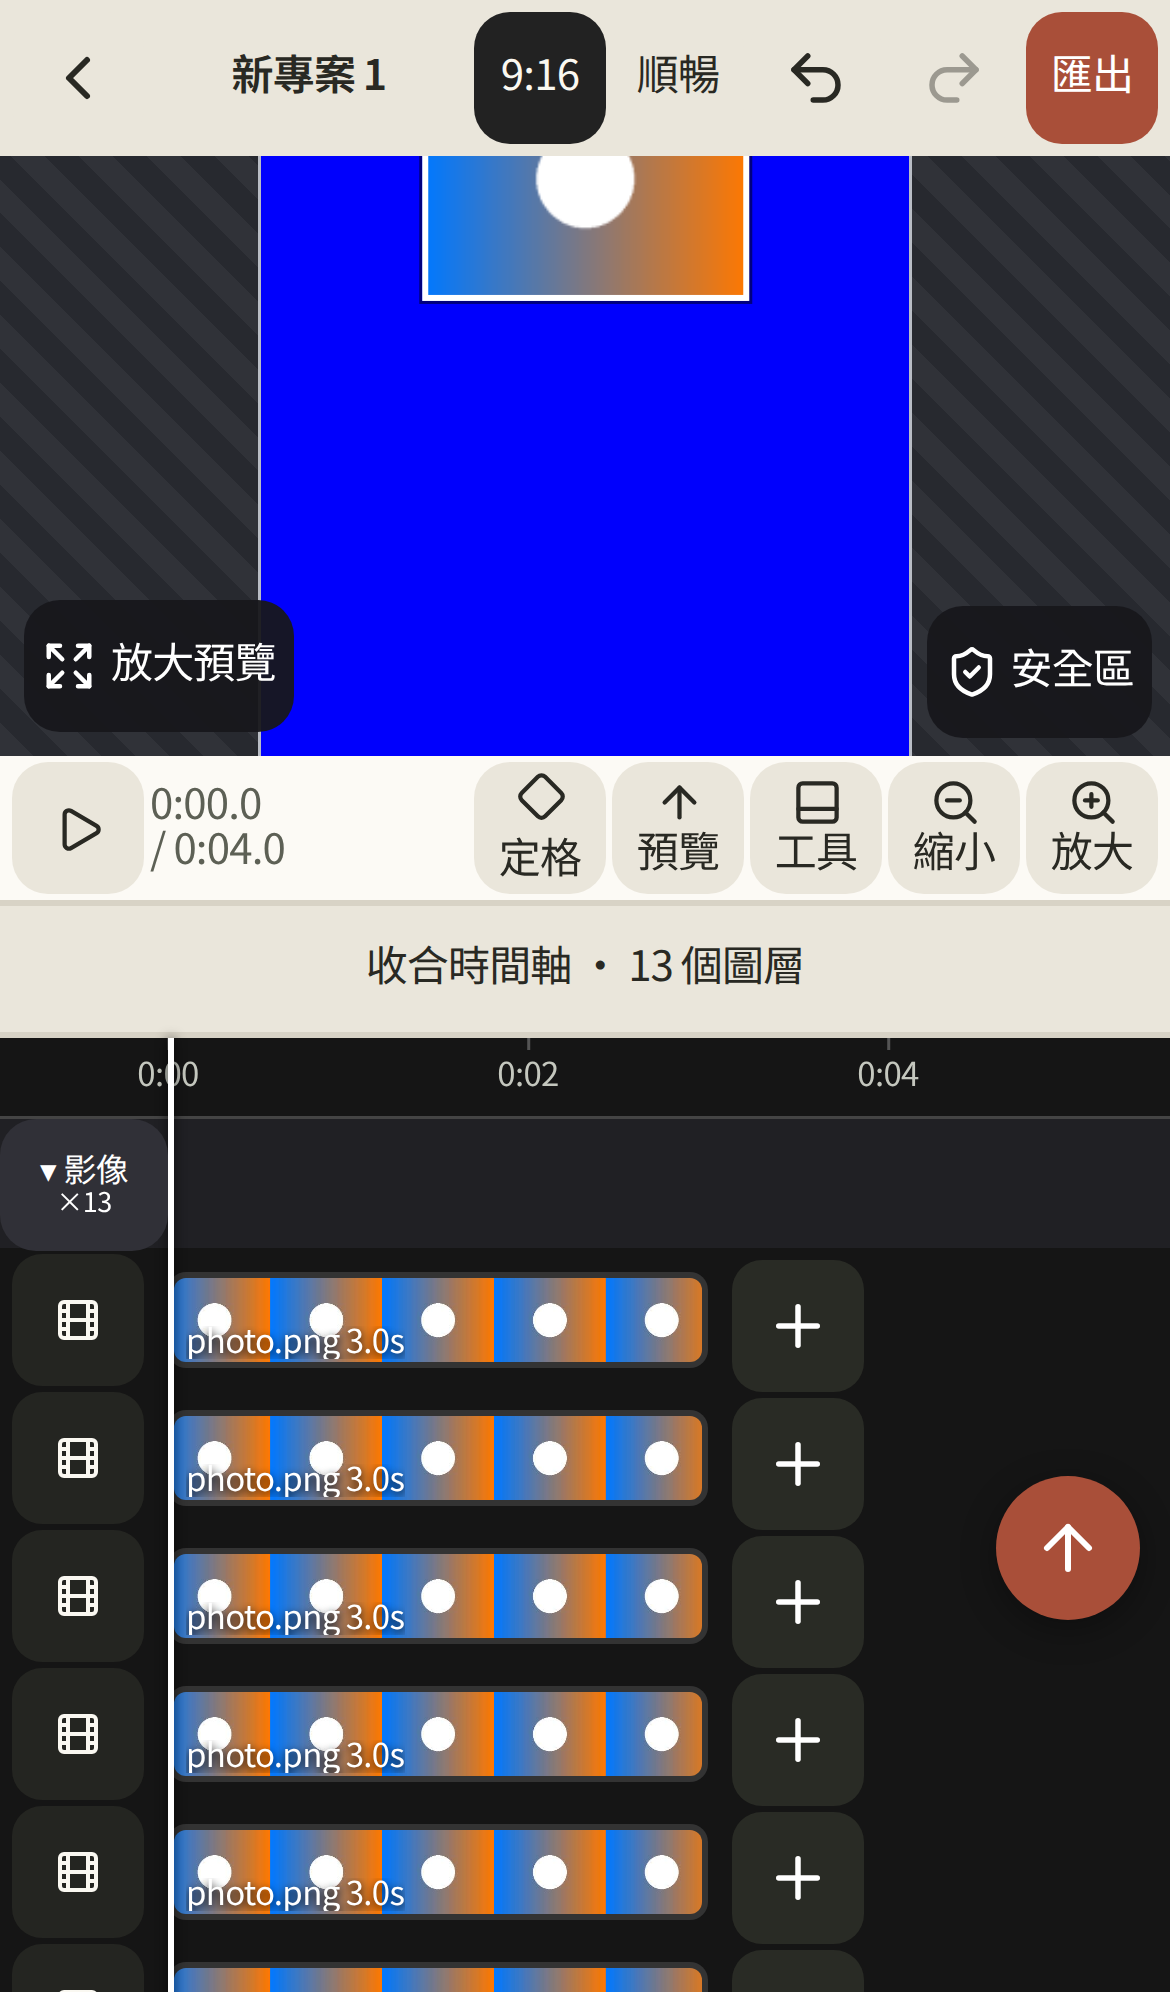 新專案 1
9:16
順暢
匯出
放大預覽
安全區
0:00.0
/ 0:04.0
定格
預覽
工具
縮小
放大
收合時間軸 · 13 個圖層
0:00
0:02
0:04
▾ 影像
×13
photo.png 3.0s
photo.png 3.0s
photo.png 3.0s
photo.png 3.0s
photo.png 3.0s